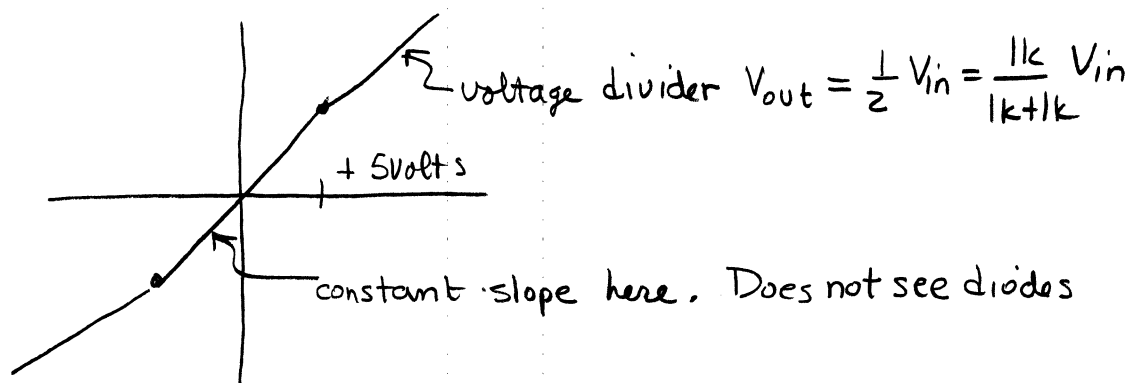 voltage divider Vout = 1/2 Vin = 1k/1k+1k Vin
+ 5volts
constant slope here. Does not see diodes